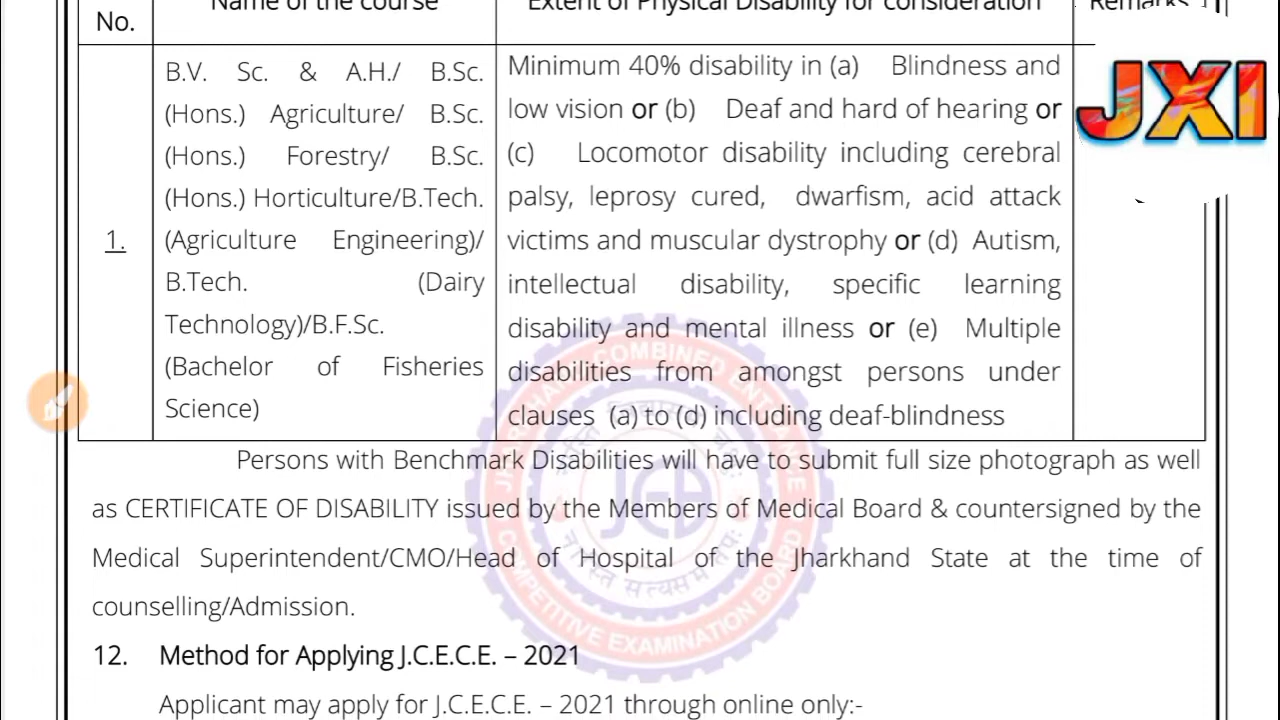 Name of the course Extent of Physical Disability for consideration Remarks
No.
B.V. Sc. & A.H./ B.Sc.
(Hons.) Agriculture/ B.Sc.
(Hons.) Forestry/ B.Sc.
(Hons.) Horticulture/B.Tech.
(Agriculture Engineering)/
B.Tech. (Dairy
Technology)/B.F.Sc.
(Bachelor of Fisheries
Science)
1.
Minimum 40% disability in (a) Blindness and
low vision or (b) Deaf and hard of hearing or
(c) Locomotor disability including cerebral
palsy, leprosy cured, dwarfism, acid attack
victims and muscular dystrophy or (d) Autism,
intellectual disability, specific learning
disability and mental illness or (e) Multiple
disabilities from amongst persons under
clauses (a) to (d) including deaf-blindness
JXI
Persons with Benchmark Disabilities will have to submit full size photograph as well
as CERTIFICATE OF DISABILITY issued by the Members of Medical Board & countersigned by the
Medical Superintendent/CMO/Head of Hospital of the Jharkhand State at the time of
counselling/Admission.
12. Method for Applying J.C.E.C.E. – 2021
Applicant may apply for J.C.E.C.E. – 2021 through online only:-
COMBINED
COMPETITIVE EXAMINATION BOARD
JCE